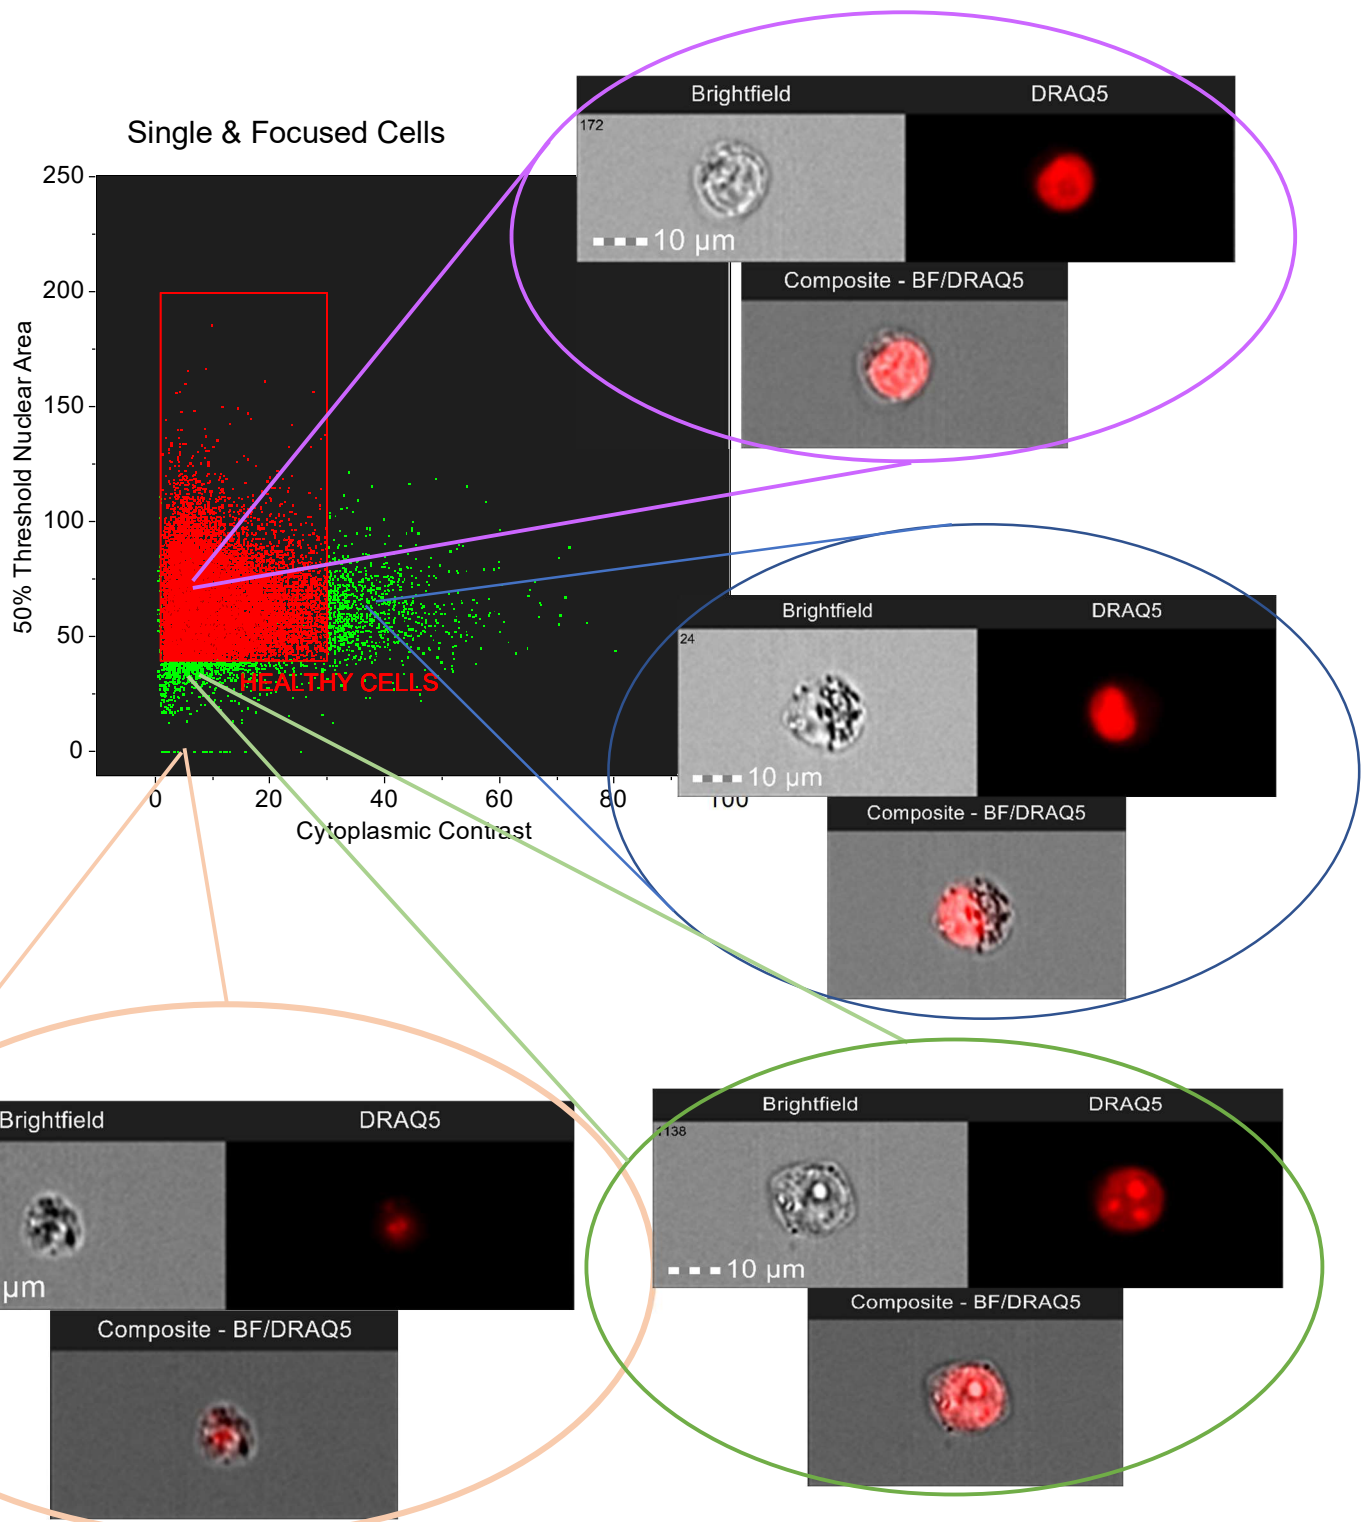 Single & Focused Cells
50% Threshold Nuclear Area
250
200
150
100
50
0
0
20
40
60
80
100
Cytoplasmic Contrast
HEALTHY CELLS
Brightfield
DRAQ5
172
10 µm
Composite - BF/DRAQ5
Brightfield
DRAQ5
24
10 µm
Composite - BF/DRAQ5
Brightfield
DRAQ5
µm
Composite - BF/DRAQ5
Brightfield
DRAQ5
138
10 µm
Composite - BF/DRAQ5